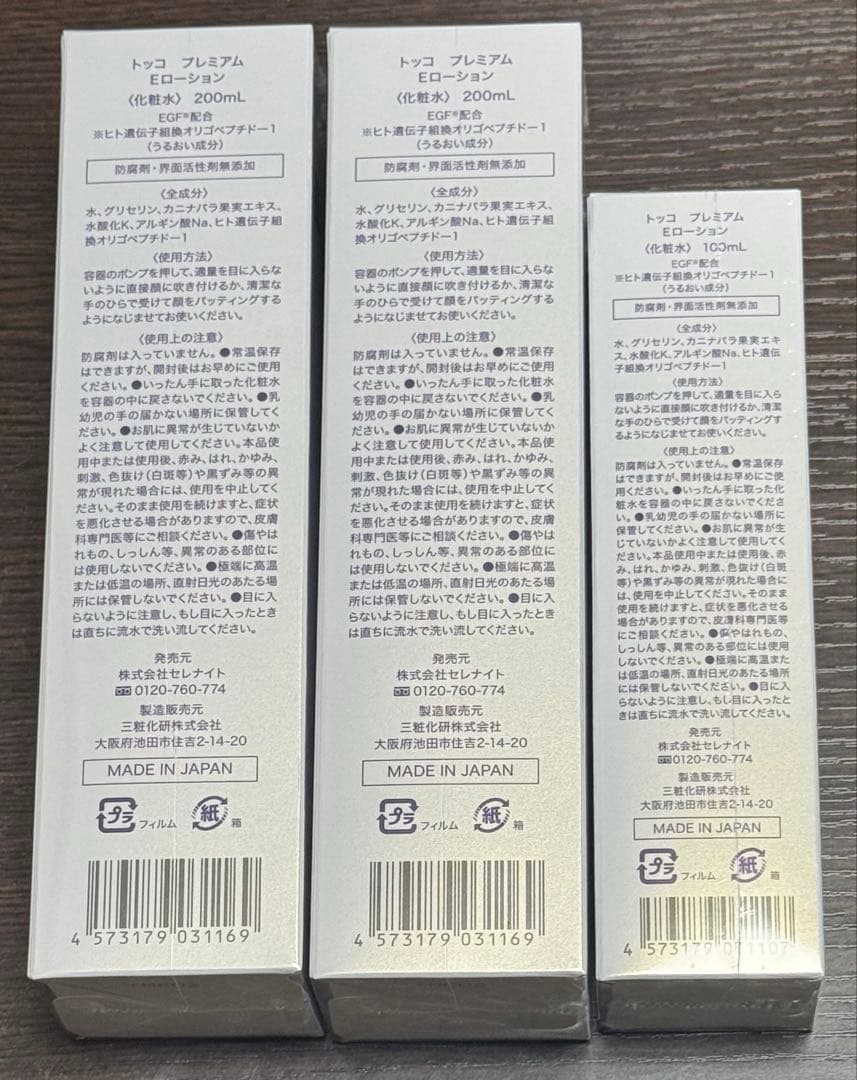 トッコ　プレミアム
Eローション
〈化粧水〉 200mL
EGF※配合
※ヒト遺伝子組換オリゴペプチドー1
(うるおい成分)
防腐剤・界面活性剤無添加
〈全成分〉
水、グリセリン、カニナバラ果実エキス、
水酸化K、アルギン酸Na、ヒト遺伝子組
換オリゴペプチドー1
〈使用方法〉
容器のポンプを押して、適量を目に入らな
いように直接顔に吹き付けるか、清潔な
手のひらで受けて顔をパッティングする
ようになじませてお使いください。
〈使用上の注意〉
防腐剤は入っていません。●常温保存
はできますが、開封後はお早めにご使用
ください。●いったん手に取った化粧水
を容器の中に戻さないでください。●乳
幼児の手の届かない場所に保管してく
ださい。●お肌に異常が生じていないか
よく注意して使用してください。本品使
用中または使用後、赤み、はれ、かゆみ、
刺激、色抜け(白斑等)や黒ずみ等の異
常が現れた場合には、使用を中止してく
ださい。そのまま使用を続けますと、症状
を悪化させる場合がありますので、皮膚
科専門医等にご相談ください。●傷やは
れもの、しっしん等、異常のある部位に
は使用しないでください。●極端に高温
または低温の場所、直射日光のあたる場
所には保管しないでください。●目に入
らないように注意し、もし目に入ったとき
は直ちに流水で洗い流してください。
発売元
株式会社セレナイト
0120-760-774
製造販売元
三粧化研株式会社
大阪府池田市住吉2-14-20
MADE IN JAPAN
プラ フィルム 紙 箱
4 573179 031169
トッコ　プレミアム
Eローション
〈化粧水〉 200mL
EGF※配合
※ヒト遺伝子組換オリゴペプチドー1
(うるおい成分)
防腐剤・界面活性剤無添加
〈全成分〉
水、グリセリン、カニナバラ果実エキス、
水酸化K、アルギン酸Na、ヒト遺伝子組
換オリゴペプチドー1
〈使用方法〉
容器のポンプを押して、適量を目に入らな
いように直接顔に吹き付けるか、清潔な
手のひらで受けて顔をパッティングする
ようになじませてお使いください。
〈使用上の注意〉
防腐剤は入っていません。●常温保存
はできますが、開封後はお早めにご使用
ください。●いったん手に取った化粧水
を容器の中に戻さないでください。●乳
幼児の手の届かない場所に保管してく
ださい。●お肌に異常が生じていないか
よく注意して使用してください。本品使
用中または使用後、赤み、はれ、かゆみ、
刺激、色抜け(白斑等)や黒ずみ等の異
常が現れた場合には、使用を中止してく
ださい。そのまま使用を続けますと、症状
を悪化させる場合がありますので、皮膚
科専門医等にご相談ください。●傷やは
れもの、しっしん等、異常のある部位に
は使用しないでください。●極端に高温
または低温の場所、直射日光のあたる場
所には保管しないでください。●目に入
らないように注意し、もし目に入ったとき
は直ちに流水で洗い流してください。
発売元
株式会社セレナイト
0120-760-774
製造販売元
三粧化研株式会社
大阪府池田市住吉2-14-20
MADE IN JAPAN
プラ フィルム 紙 箱
4 573179 031169
トッコ　プレミアム
Eローション
〈化粧水〉 100mL
EGF※配合
※ヒト遺伝子組換オリゴペプチドー1
(うるおい成分)
防腐剤・界面活性剤無添加
〈全成分〉
水、グリセリン、カニナバラ果実エキ
ス、水酸化K、アルギン酸Na、ヒト遺伝
子組換オリゴペプチドー1
〈使用方法〉
容器のポンプを押して、適量を目に入ら
ないように直接顔に吹き付けるか、清潔
な手のひらで受けて顔をパッティングす
るようになじませてお使いください。
〈使用上の注意〉
防腐剤は入っていません。●常温保存
はできますが、開封後はお早めにご使
用ください。●いったん手に取った化
粧水を容器の中に戻さないでくださ
い。●乳幼児の手の届かない場所に
保管してください。●お肌に異常が生
じていないかよく注意して使用してくだ
さい。本品使用中または使用後、赤
み、はれ、かゆみ、刺激、色抜け(白斑
等)や黒ずみ等の異常が現れた場合に
は、使用を中止してください。そのまま
使用を続けますと、症状を悪化させる
場合がありますので、皮膚科専門医等
にご相談ください。●傷やはれもの、
しっしん等、異常のある部位には使用
しないでください。●極端に高温また
は低温の場所、直射日光のあたる場所
には保管しないでください。●目に入
らないように注意し、もし目に入ったと
きは直ちに流水で洗い流してください。
発売元
株式会社セレナイト
0120-760-774
製造販売元
三粧化研株式会社
大阪府池田市住吉2-14-20
MADE IN JAPAN
プラ フィルム 紙 箱
4 573179